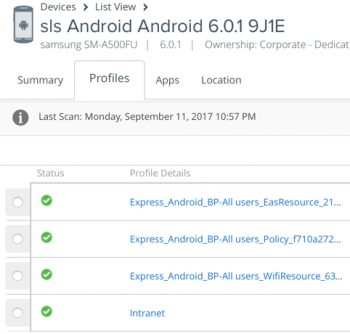 Devices > List View >
sls Android Android 6.0.1 9J1E
samsung SM-A500FU | 6.0.1 | Ownership: Corporate - Dedicat
Summary Profiles Apps Location
Last Scan: Monday, September 11, 2017 10:57 PM
Status Profile Details
Express_Android_BP-All users_EasResource_21...
Express_Android_BP-All users_Policy_f710a272...
Express_Android_BP-All users_WifiResource_63...
Intranet